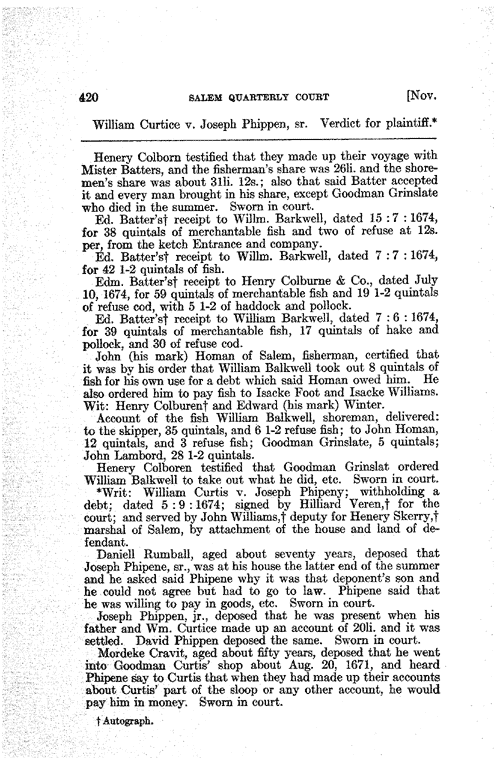 420 SALEM QUARTERLY COURT [Nov.
William Curtice v. Joseph Phippen, sr. Verdict for plaintiff.*
Henery Colborn testified that they made up their voyage with
Mister Batters, and the fisherman's share was 26li. and the shore-
men's share was about 31li. 12s.; also that said Batter accepted
it and every man brought in his share, except Goodman Grinslate
who died in the summer. Sworn in court.
Ed. Batter's† receipt to Willm. Barkwell, dated 15 : 7 : 1674,
for 38 quintals of merchantable fish and two of refuse at 12s.
per, from the ketch Entrance and company.
Ed. Batter's† receipt to Willm. Barkwell, dated 7 : 7 : 1674,
for 42 1-2 quintals of fish.
Edm. Batter's† receipt to Henry Colburne & Co., dated July
10, 1674, for 59 quintals of merchantable fish and 19 1-2 quintals
of refuse cod, with 5 1-2 of haddock and pollock.
Ed. Batter's† receipt to William Barkwell, dated 7 : 6 : 1674,
for 39 quintals of merchantable fish, 17 quintals of hake and
pollock, and 30 of refuse cod.
John (his mark) Homan of Salem, fisherman, certified that
it was by his order that William Balkwell took out 8 quintals of
fish for his own use for a debt which said Homan owed him. He
also ordered him to pay fish to Isacke Foot and Isacke Williams.
Wit: Henry Colburen† and Edward (his mark) Winter.
Account of the fish William Balkwell, shoreman, delivered:
to the skipper, 35 quintals, and 6 1-2 refuse fish; to John Homan,
12 quintals, and 3 refuse fish; Goodman Grinslate, 5 quintals;
John Lambord, 28 1-2 quintals.
Henery Colboren testified that Goodman Grinslat ordered
William Balkwell to take out what he did, etc. Sworn in court.
*Writ: William Curtis v. Joseph Phipeny; withholding a
debt; dated 5 : 9 : 1674; signed by Hilliard Veren,† for the
court; and served by John Williams,† deputy for Henery Skerry,†
marshal of Salem, by attachment of the house and land of de-
fendant.
Daniell Rumball, aged about seventy years, deposed that
Joseph Phipene, sr., was at his house the latter end of the summer
and he asked said Phipene why it was that deponent's son and
he could not agree but had to go to law. Phipene said that
he was willing to pay in goods, etc. Sworn in court.
Joseph Phippen, jr., deposed that he was present when his
father and Wm. Curtice made up an account of 20li. and it was
settled. David Phippen deposed the same. Sworn in court.
Mordeke Cravit, aged about fifty years, deposed that he went
into Goodman Curtis' shop about Aug. 20, 1671, and heard
Phipene say to Curtis that when they had made up their accounts
about Curtis' part of the sloop or any other account, he would
pay him in money. Sworn in court.
† Autograph.